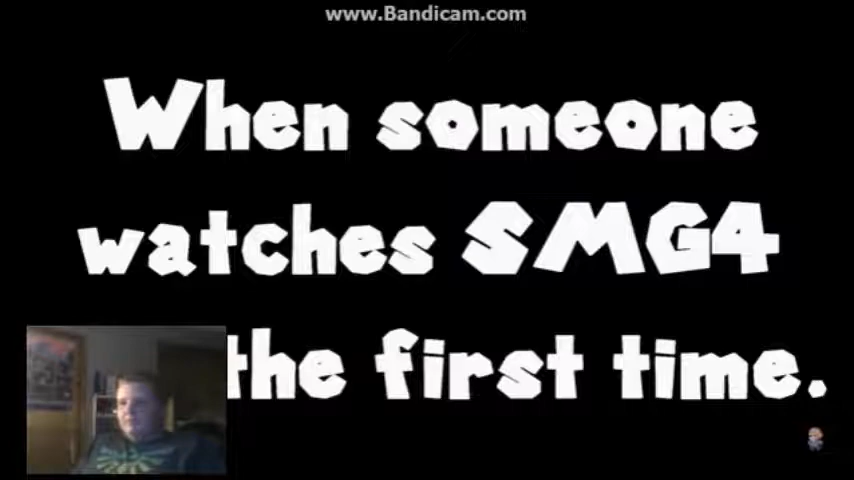 www.Bandicam.com
When someone
watches SMG4
the first time.